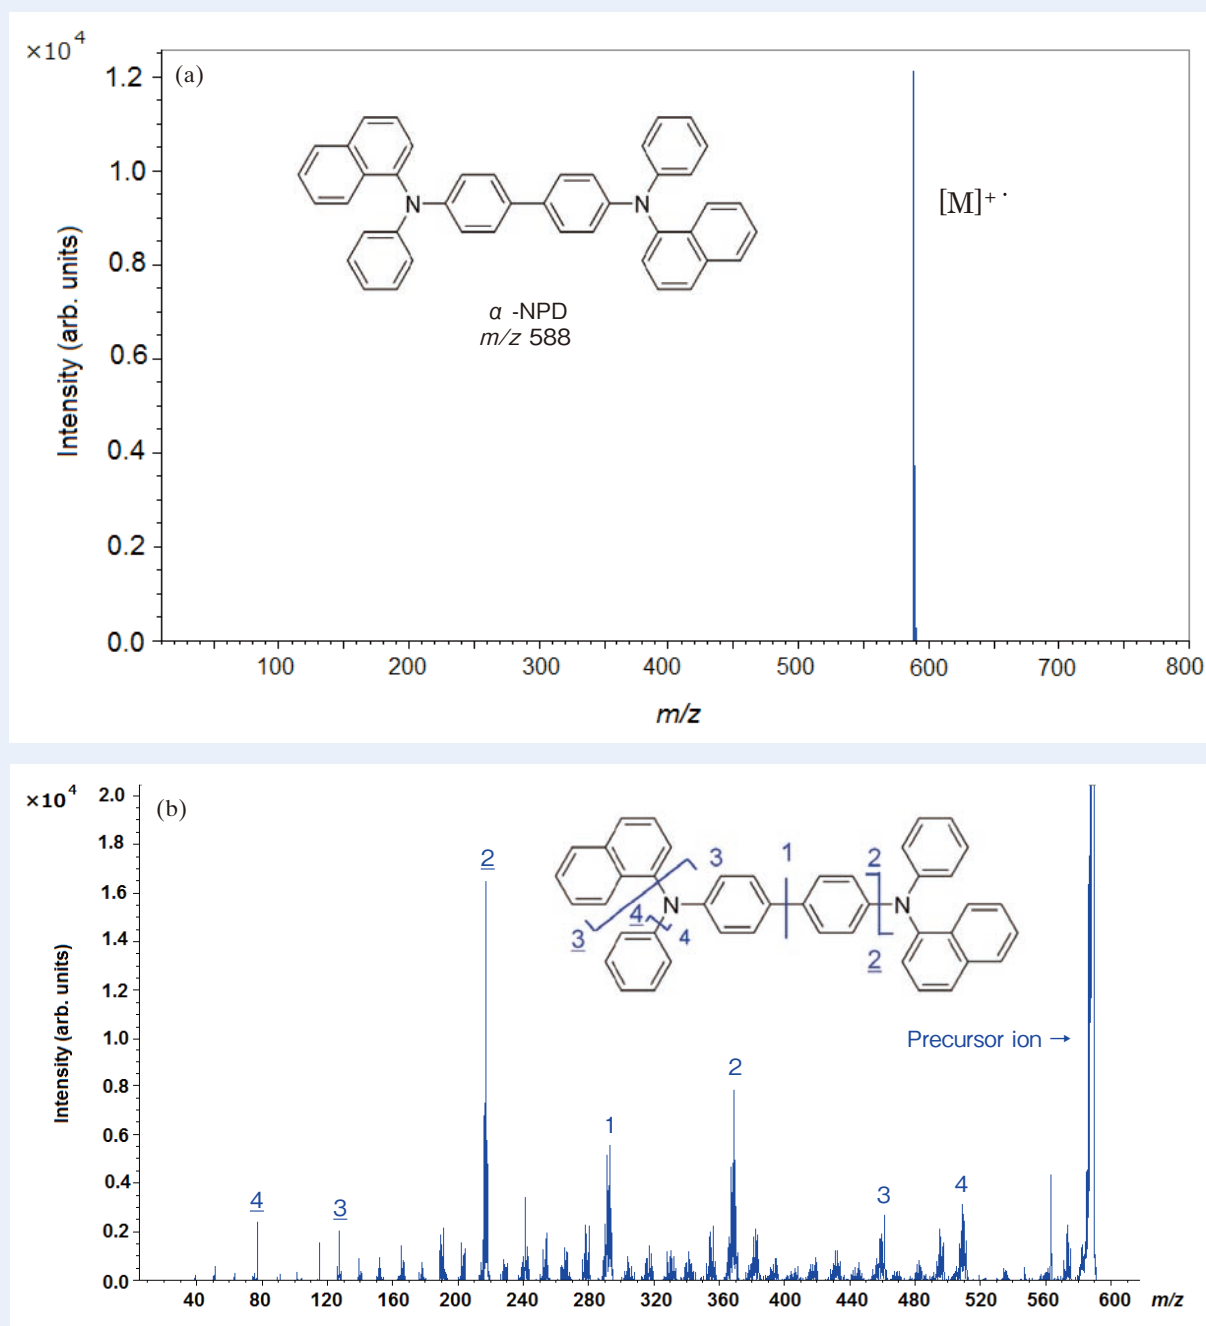 ×10⁴
(a)
1.2
1.0
0.8
0.6
0.4
0.2
0.0
Intensity (arb. units)
N
N
α -NPD
m/z 588
[M]⁺˙
100 200 300 400 500 600 700 800
m/z
×10⁴
(b)
2.0
1.8
1.6
1.4
1.2
1.0
0.8
0.6
0.4
0.2
0.0
Intensity (arb. units)
3
1
2
N
N
4
4
3
2
2
Precursor ion →
2
1
3
4
4
3
40 80 120 160 200 240 280 320 360 400 440 480 520 560 600 m/z